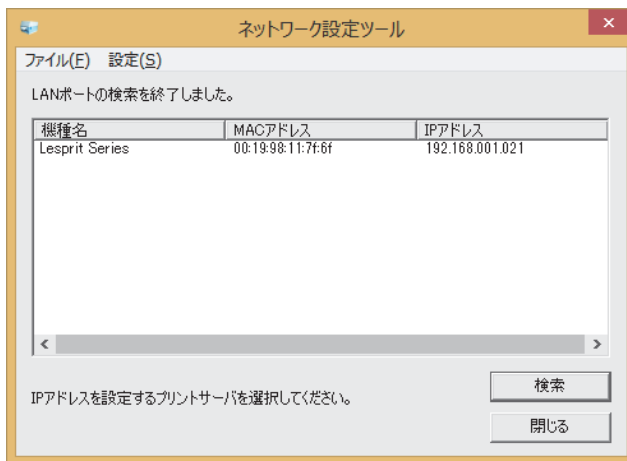 ネットワーク設定ツール
ファイル(F) 設定(S)
LANポートの検索を終了しました。
機種名 MACアドレス IPアドレス
Lesprit Series 00:19:98:11:7f:6f 192.168.001.021
IPアドレスを設定するプリントサーバを選択してください。
検索
閉じる